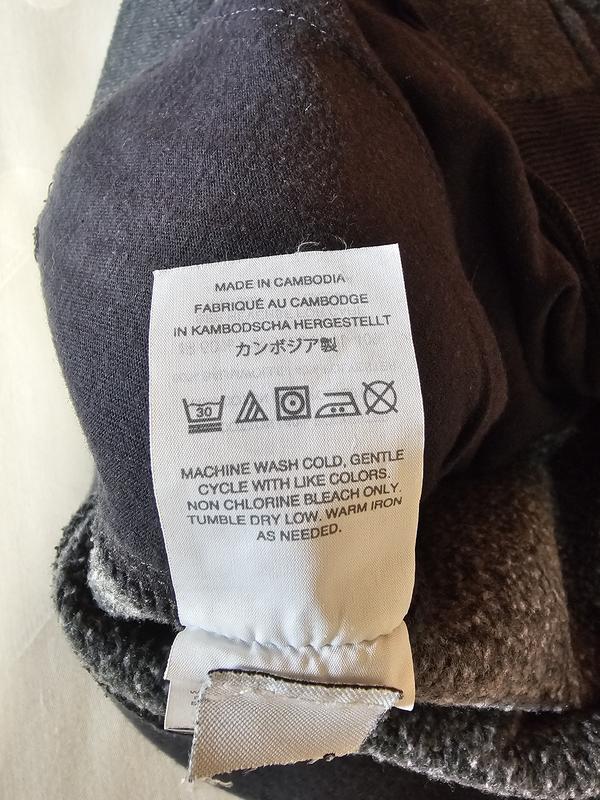 MADE IN CAMBODIA
FABRIQUÉ AU CAMBODGE
IN KAMBODSCHA HERGESTELLT
カンボジア製
30
MACHINE WASH COLD, GENTLE
CYCLE WITH LIKE COLORS.
NON CHLORINE BLEACH ONLY.
TUMBLE DRY LOW. WARM IRON
AS NEEDED.